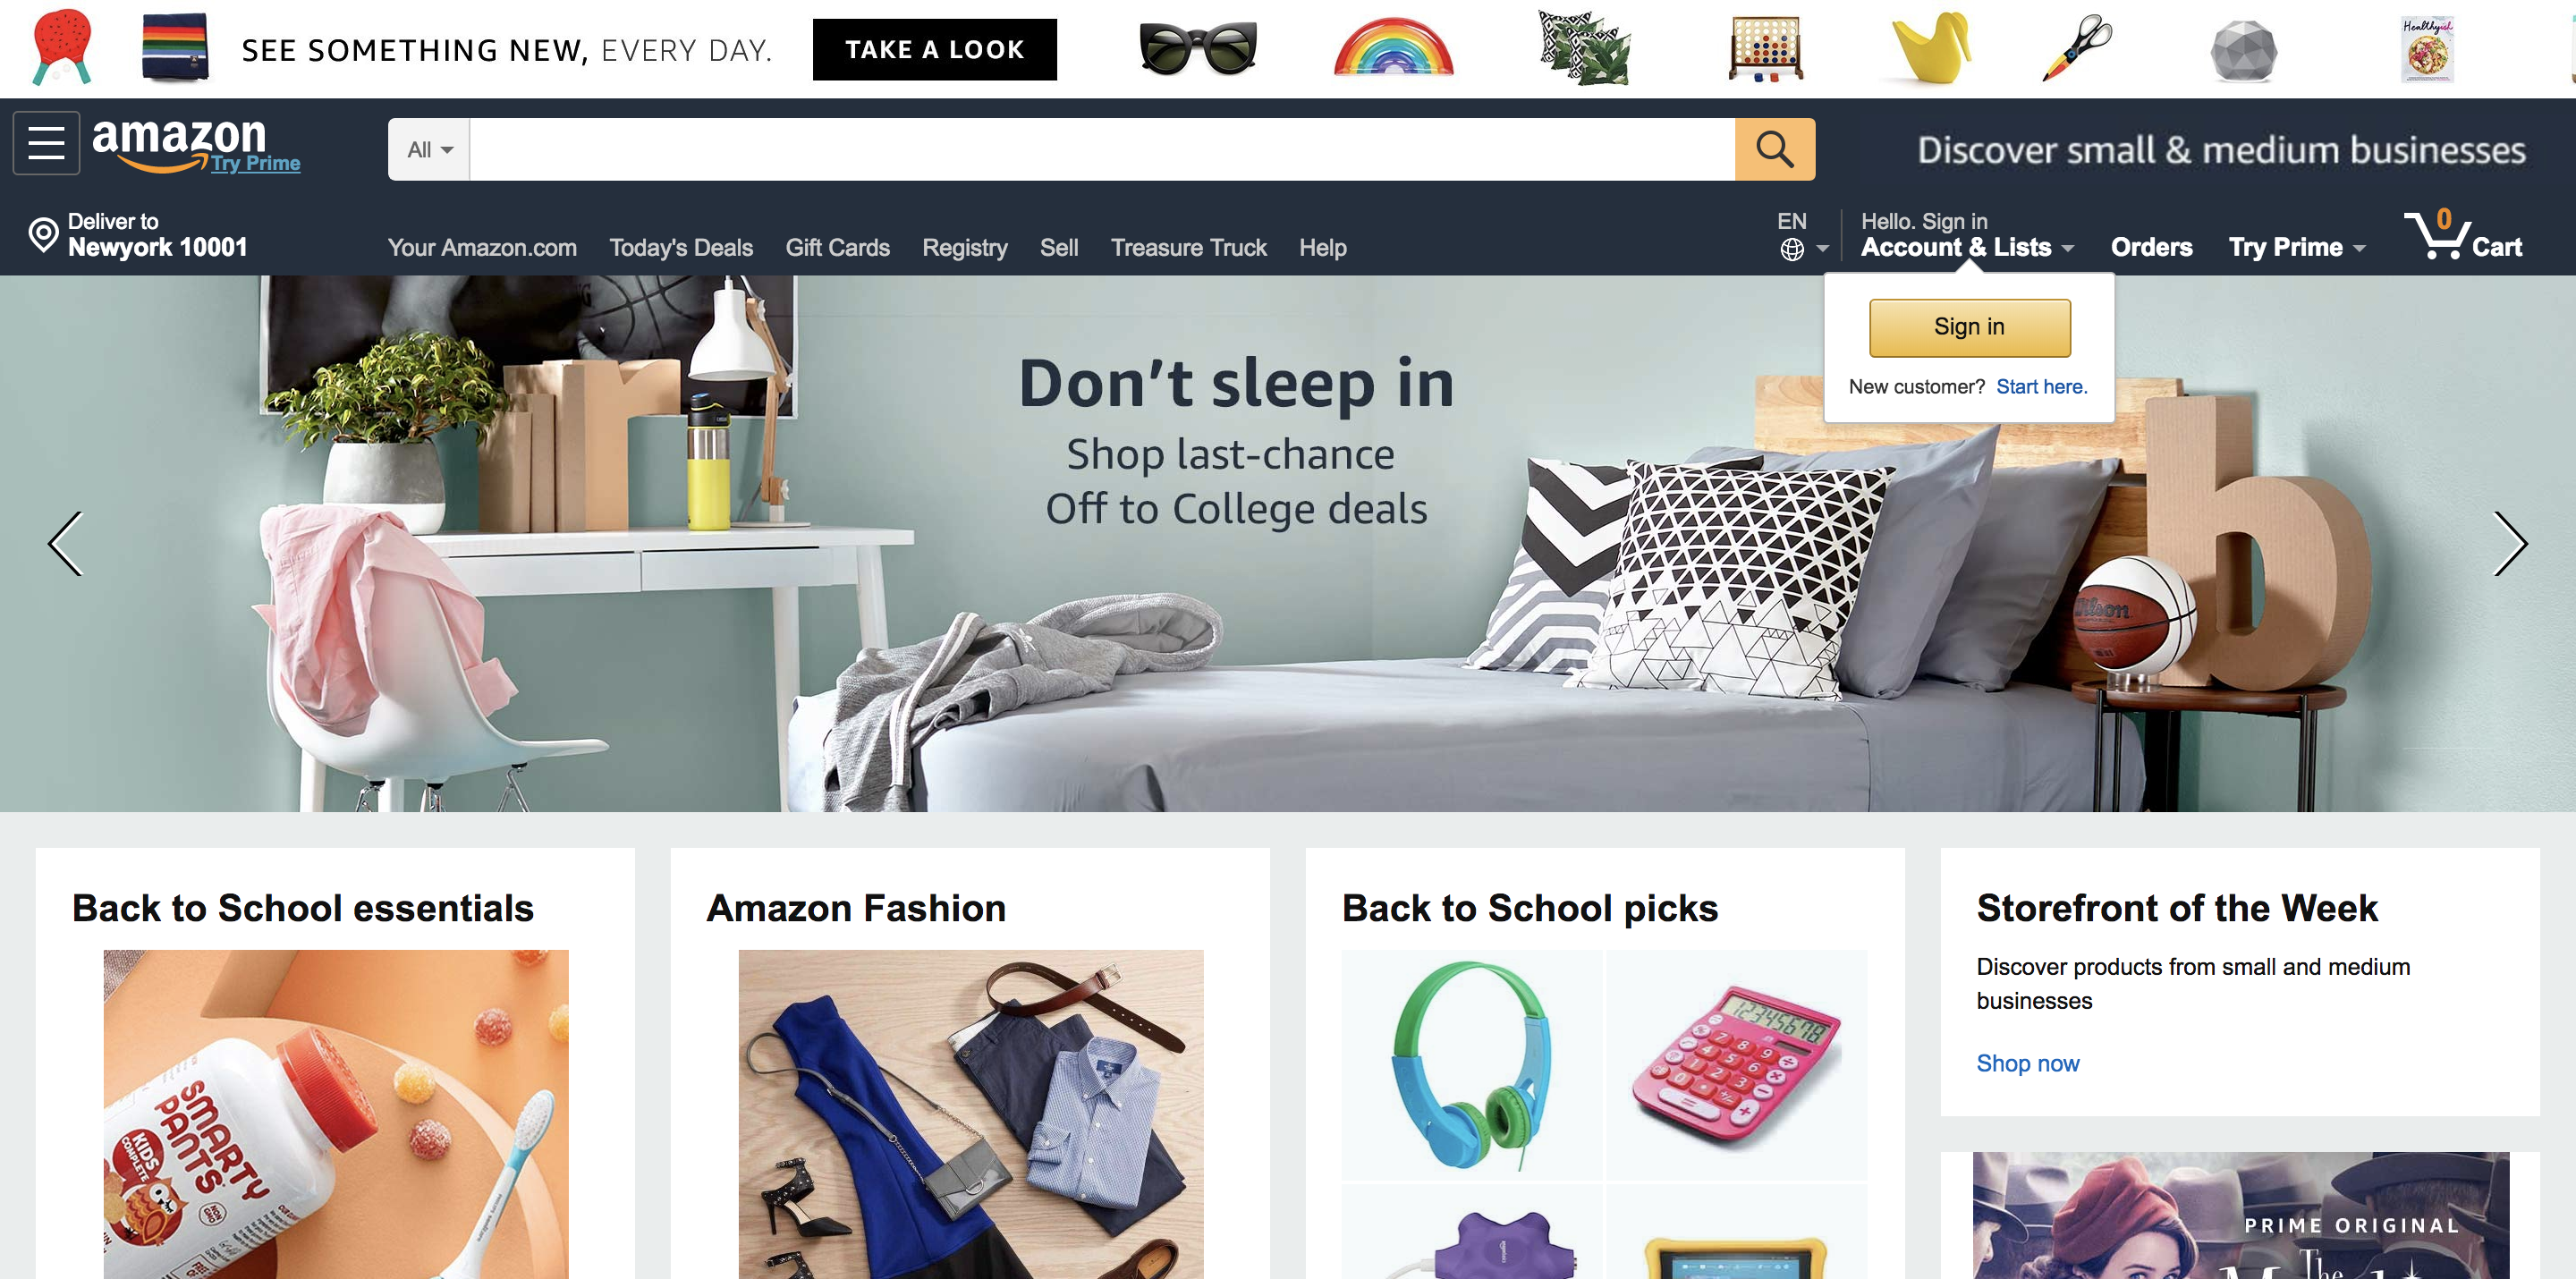 SEE SOMETHING NEW, EVERY DAY.
TAKE A LOOK
Healthyish
amazon
Try Prime
All
Discover small & medium businesses
Deliver to
Newyork 10001
Your Amazon.com
Today's Deals
Gift Cards
Registry
Sell
Treasure Truck
Help
EN
Hello. Sign in
Account & Lists
Orders
Try Prime
0
Cart
Sign in
New customer? Start here.
Don't sleep in
Shop last-chance
Off to College deals
r
b
Wilson
Back to School essentials
Amazon Fashion
Back to School picks
Storefront of the Week
Discover products from small and medium
businesses
Shop now
SMARTY
PANTS
KIDS
COMPLETE
NON
GMO
12345678
PRIME ORIGINAL
The